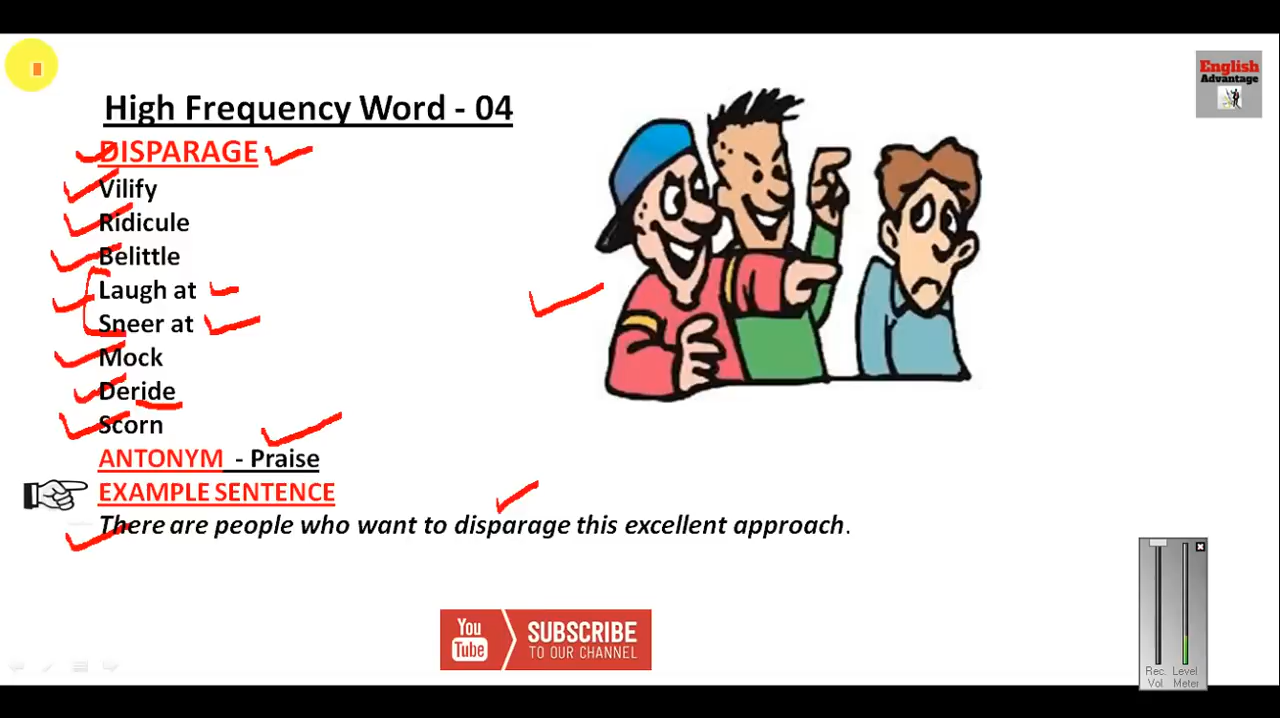 English
Advantage
High Frequency Word - 04
DISPARAGE
Vilify
Ridicule
Belittle
Laugh at
Sneer at
Mock
Deride
Scorn
ANTONYM - Praise
EXAMPLE SENTENCE
There are people who want to disparage this excellent approach.
You
Tube
SUBSCRIBE
TO OUR CHANNEL
Rec. Level
Vol Meter